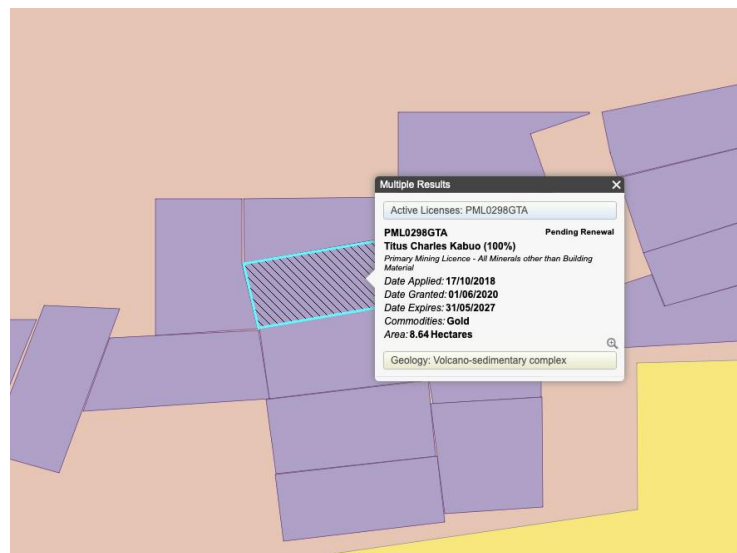 Multiple Results
Active Licenses: PML0298GTA
PML0298GTA Pending Renewal
Titus Charles Kabuo (100%)
Primary Mining Licence - All Minerals other than Building
Material
Date Applied: 17/10/2018
Date Granted: 01/06/2020
Date Expires: 31/05/2027
Commodities: Gold
Area: 8.64 Hectares
Geology: Volcano-sedimentary complex